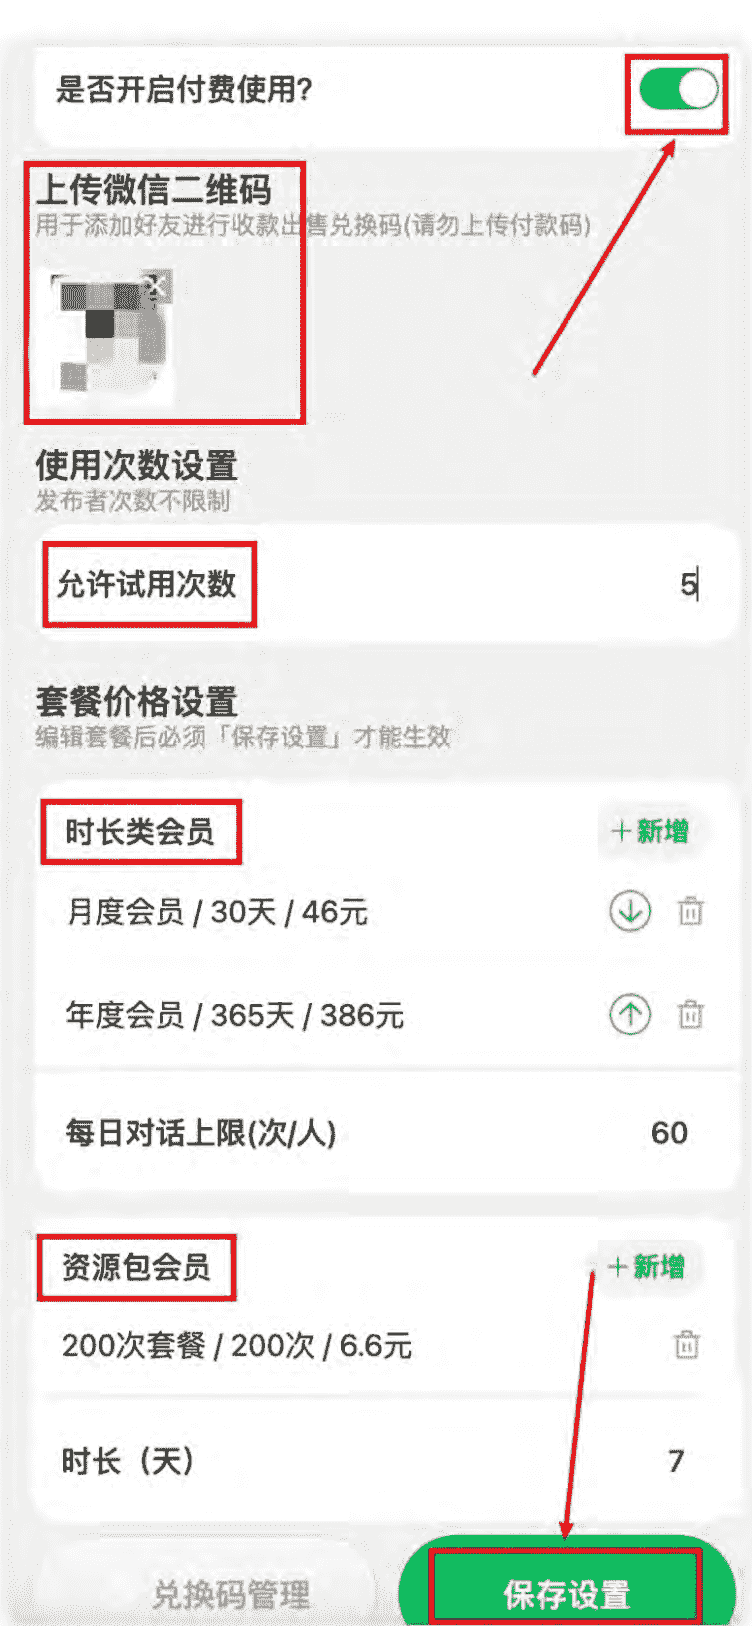 是否开启付费使用?
上传微信二维码
用于添加好友进行收款出售兑换码(请勿上传付款码)
使用次数设置
发布者次数不限制
允许试用次数 5
套餐价格设置
编辑套餐后必须「保存设置」才能生效
时长类会员 +新增
月度会员 / 30天 / 46元
年度会员 / 365天 / 386元
每日对话上限(次/人) 60
资源包会员 +新增
200次套餐 / 200次 / 6.6元
时长（天） 7
兑换码管理 保存设置